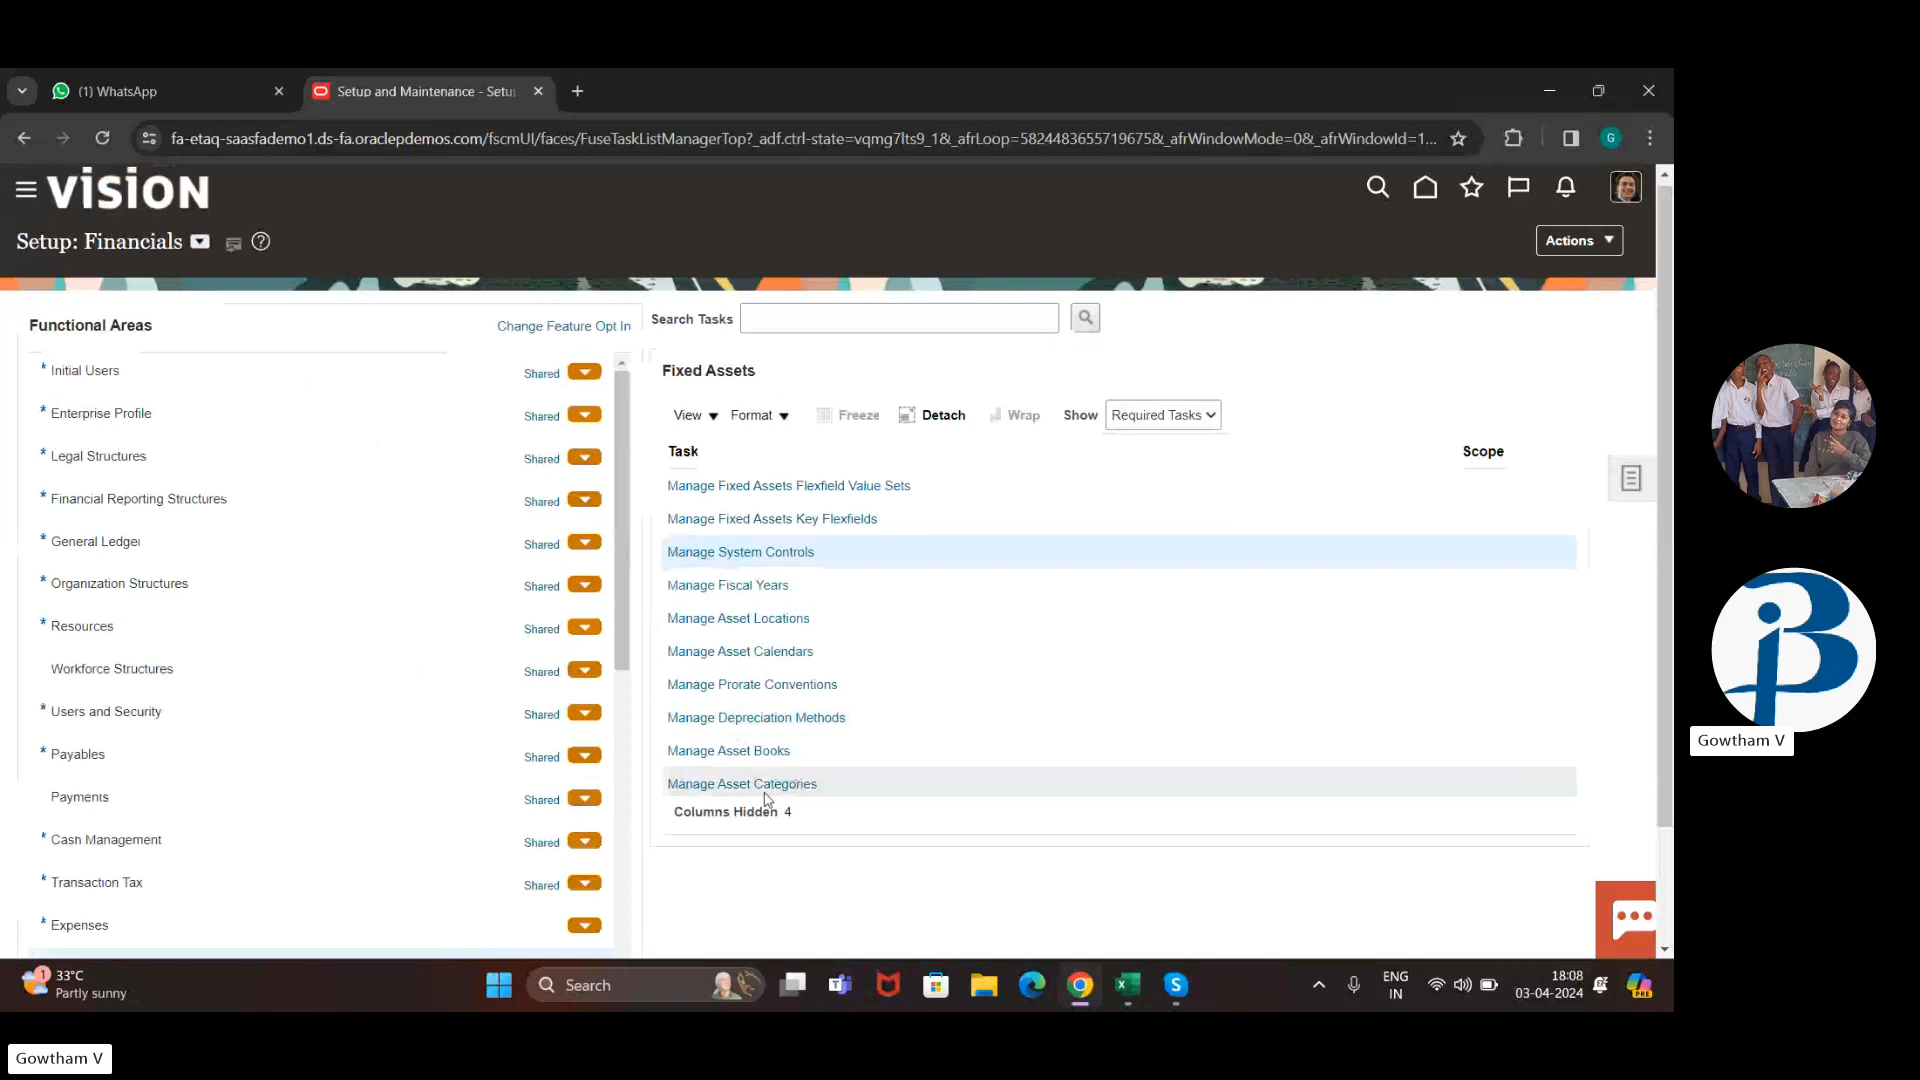 (1) WhatsApp
Setup and Maintenance - Setu
fa-etaq-saasfademo1.ds-fa.oraclepdemos.com/fscmUI/faces/FuseTaskListManagerTop?_adf.ctrl-state=vqmg7lts9_1&_afrLoop=58244836557196​75&_afrWindowMode=0&_afrWindowId=1...
G
vision
Setup: Financials
Actions
Functional Areas
Change Feature Opt In
Search Tasks
* Initial Users Shared
* Enterprise Profile Shared
* Legal Structures Shared
* Financial Reporting Structures Shared
* General Ledger Shared
* Organization Structures Shared
* Resources Shared
Workforce Structures Shared
* Users and Security Shared
* Payables Shared
Payments Shared
* Cash Management Shared
* Transaction Tax Shared
* Expenses
Fixed Assets
View Format Freeze Detach Wrap Show Required Tasks
Task Scope
Manage Fixed Assets Flexfield Value Sets
Manage Fixed Assets Key Flexfields
Manage System Controls
Manage Fiscal Years
Manage Asset Locations
Manage Asset Calendars
Manage Prorate Conventions
Manage Depreciation Methods
Manage Asset Books
Manage Asset Categories
Columns Hidden 4
1
33°C
Partly sunny
Search
ENG
IN
18:08
03-04-2024
PRE
Gowtham V
Gowtham V